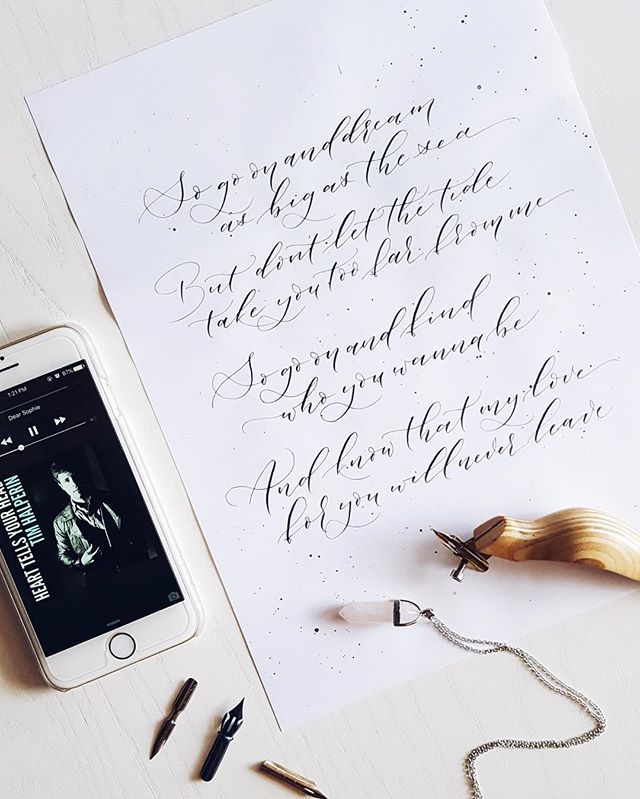 So go on and dream
as big as the sea
But don't let the tide
take you too far from me
So go on and find
who you wanna be
And know that my love
for you will never leave
1:21 PM
87%
Dear Sophie
HEART TELLS YOUR HEAD
TIM HALPERIN